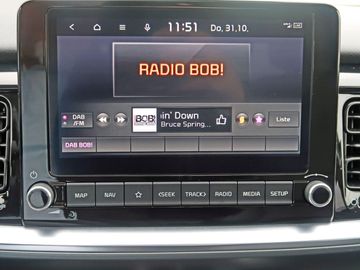 11:51 Do, 31.10.
RADIO BOB!
DAB
/FM
BOB!
in' Down
Bruce Spring...
Liste
DAB BOB!
MAP NAV <SEEK TRACK> RADIO MEDIA SETUP